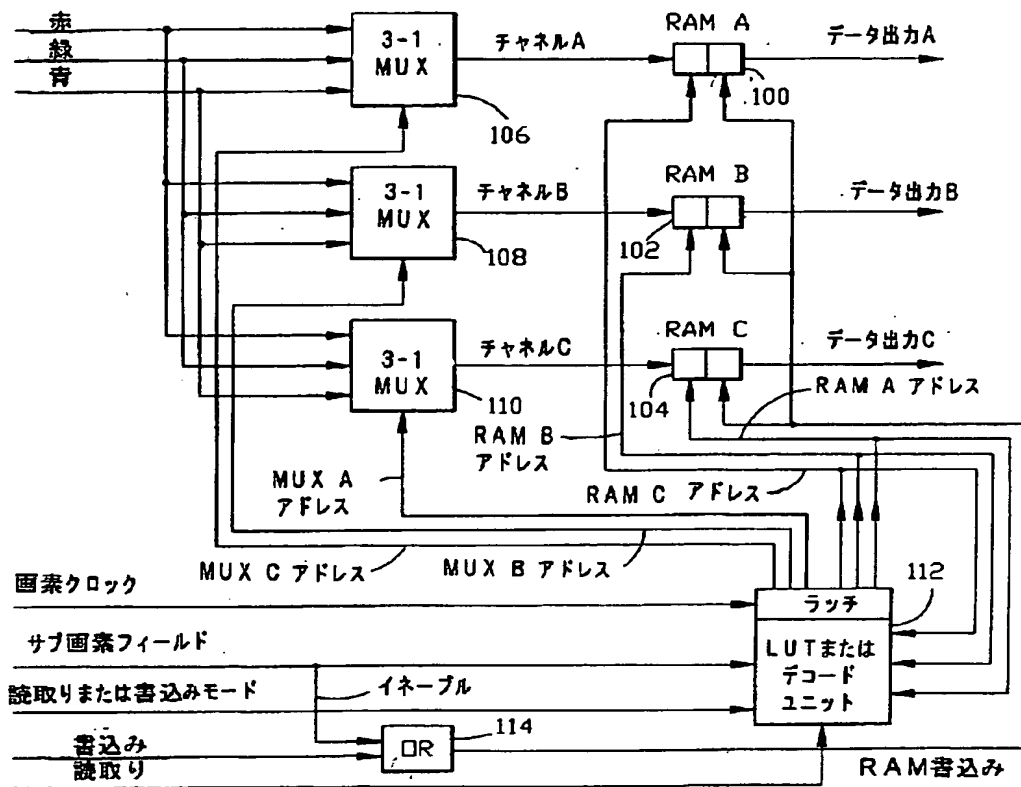 赤
緑
青
3-1
MUX
106
チャネルA
RAM A
100
データ出力A
3-1
MUX
108
チャネルB
RAM B
102
データ出力B
3-1
MUX
110
チャネルC
RAM C
104
データ出力C
RAM A アドレス
RAM B
アドレス
RAM C アドレス
MUX A
アドレス
MUX C アドレス
MUX B アドレス
画素クロック
ラッチ
112
サブ画素フィールド
LUTまたは
デコード
ユニット
読取りまたは書込みモード
イネーブル
書込み
読取り
OR
114
RAM書込み